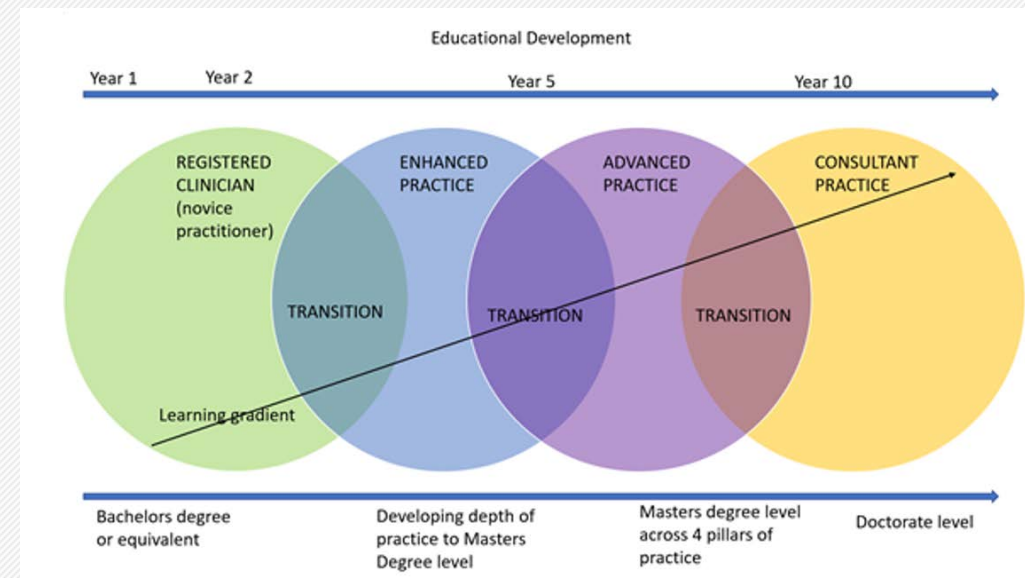 Educational Development
Year 1
Year 2
Year 5
Year 10
REGISTERED
CLINICIAN
(novice
practitioner)
ENHANCED
PRACTICE
ADVANCED
PRACTICE
CONSULTANT
PRACTICE
TRANSITION
TRANSITION
TRANSITION
Learning gradient
Bachelors degree
or equivalent
Developing depth of
practice to Masters
Degree level
Masters degree level
across 4 pillars of
practice
Doctorate level